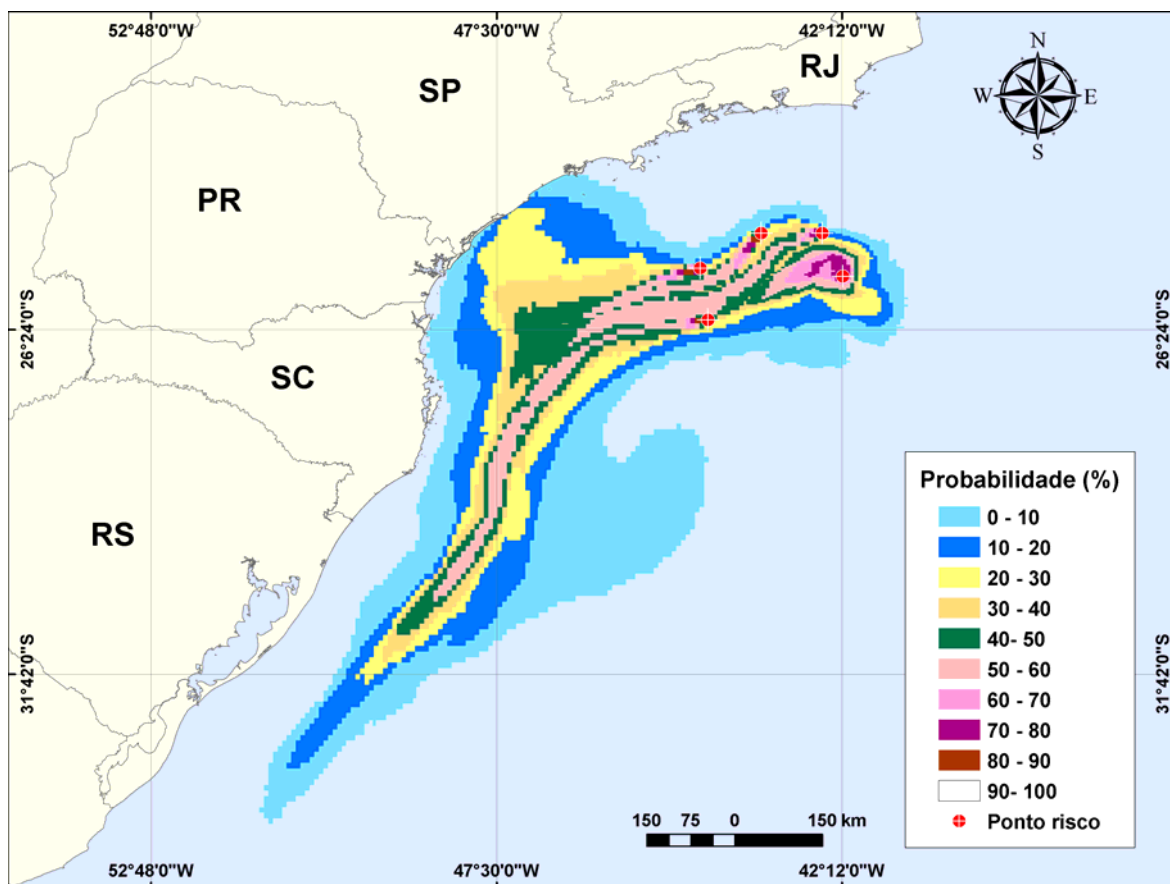 52°48'0"W 47°30'0"W 42°12'0"W
RJ
SP
N
W E
S
PR
26°24'0"S 26°24'0"S
SC
RS
Probabilidade (%)
0 - 10
10 - 20
20 - 30
30 - 40
40- 50
50 - 60
60 - 70
70 - 80
80 - 90
90- 100
Ponto risco
31°42'0"S 31°42'0"S
150 75 0 150 km
52°48'0"W 47°30'0"W 42°12'0"W